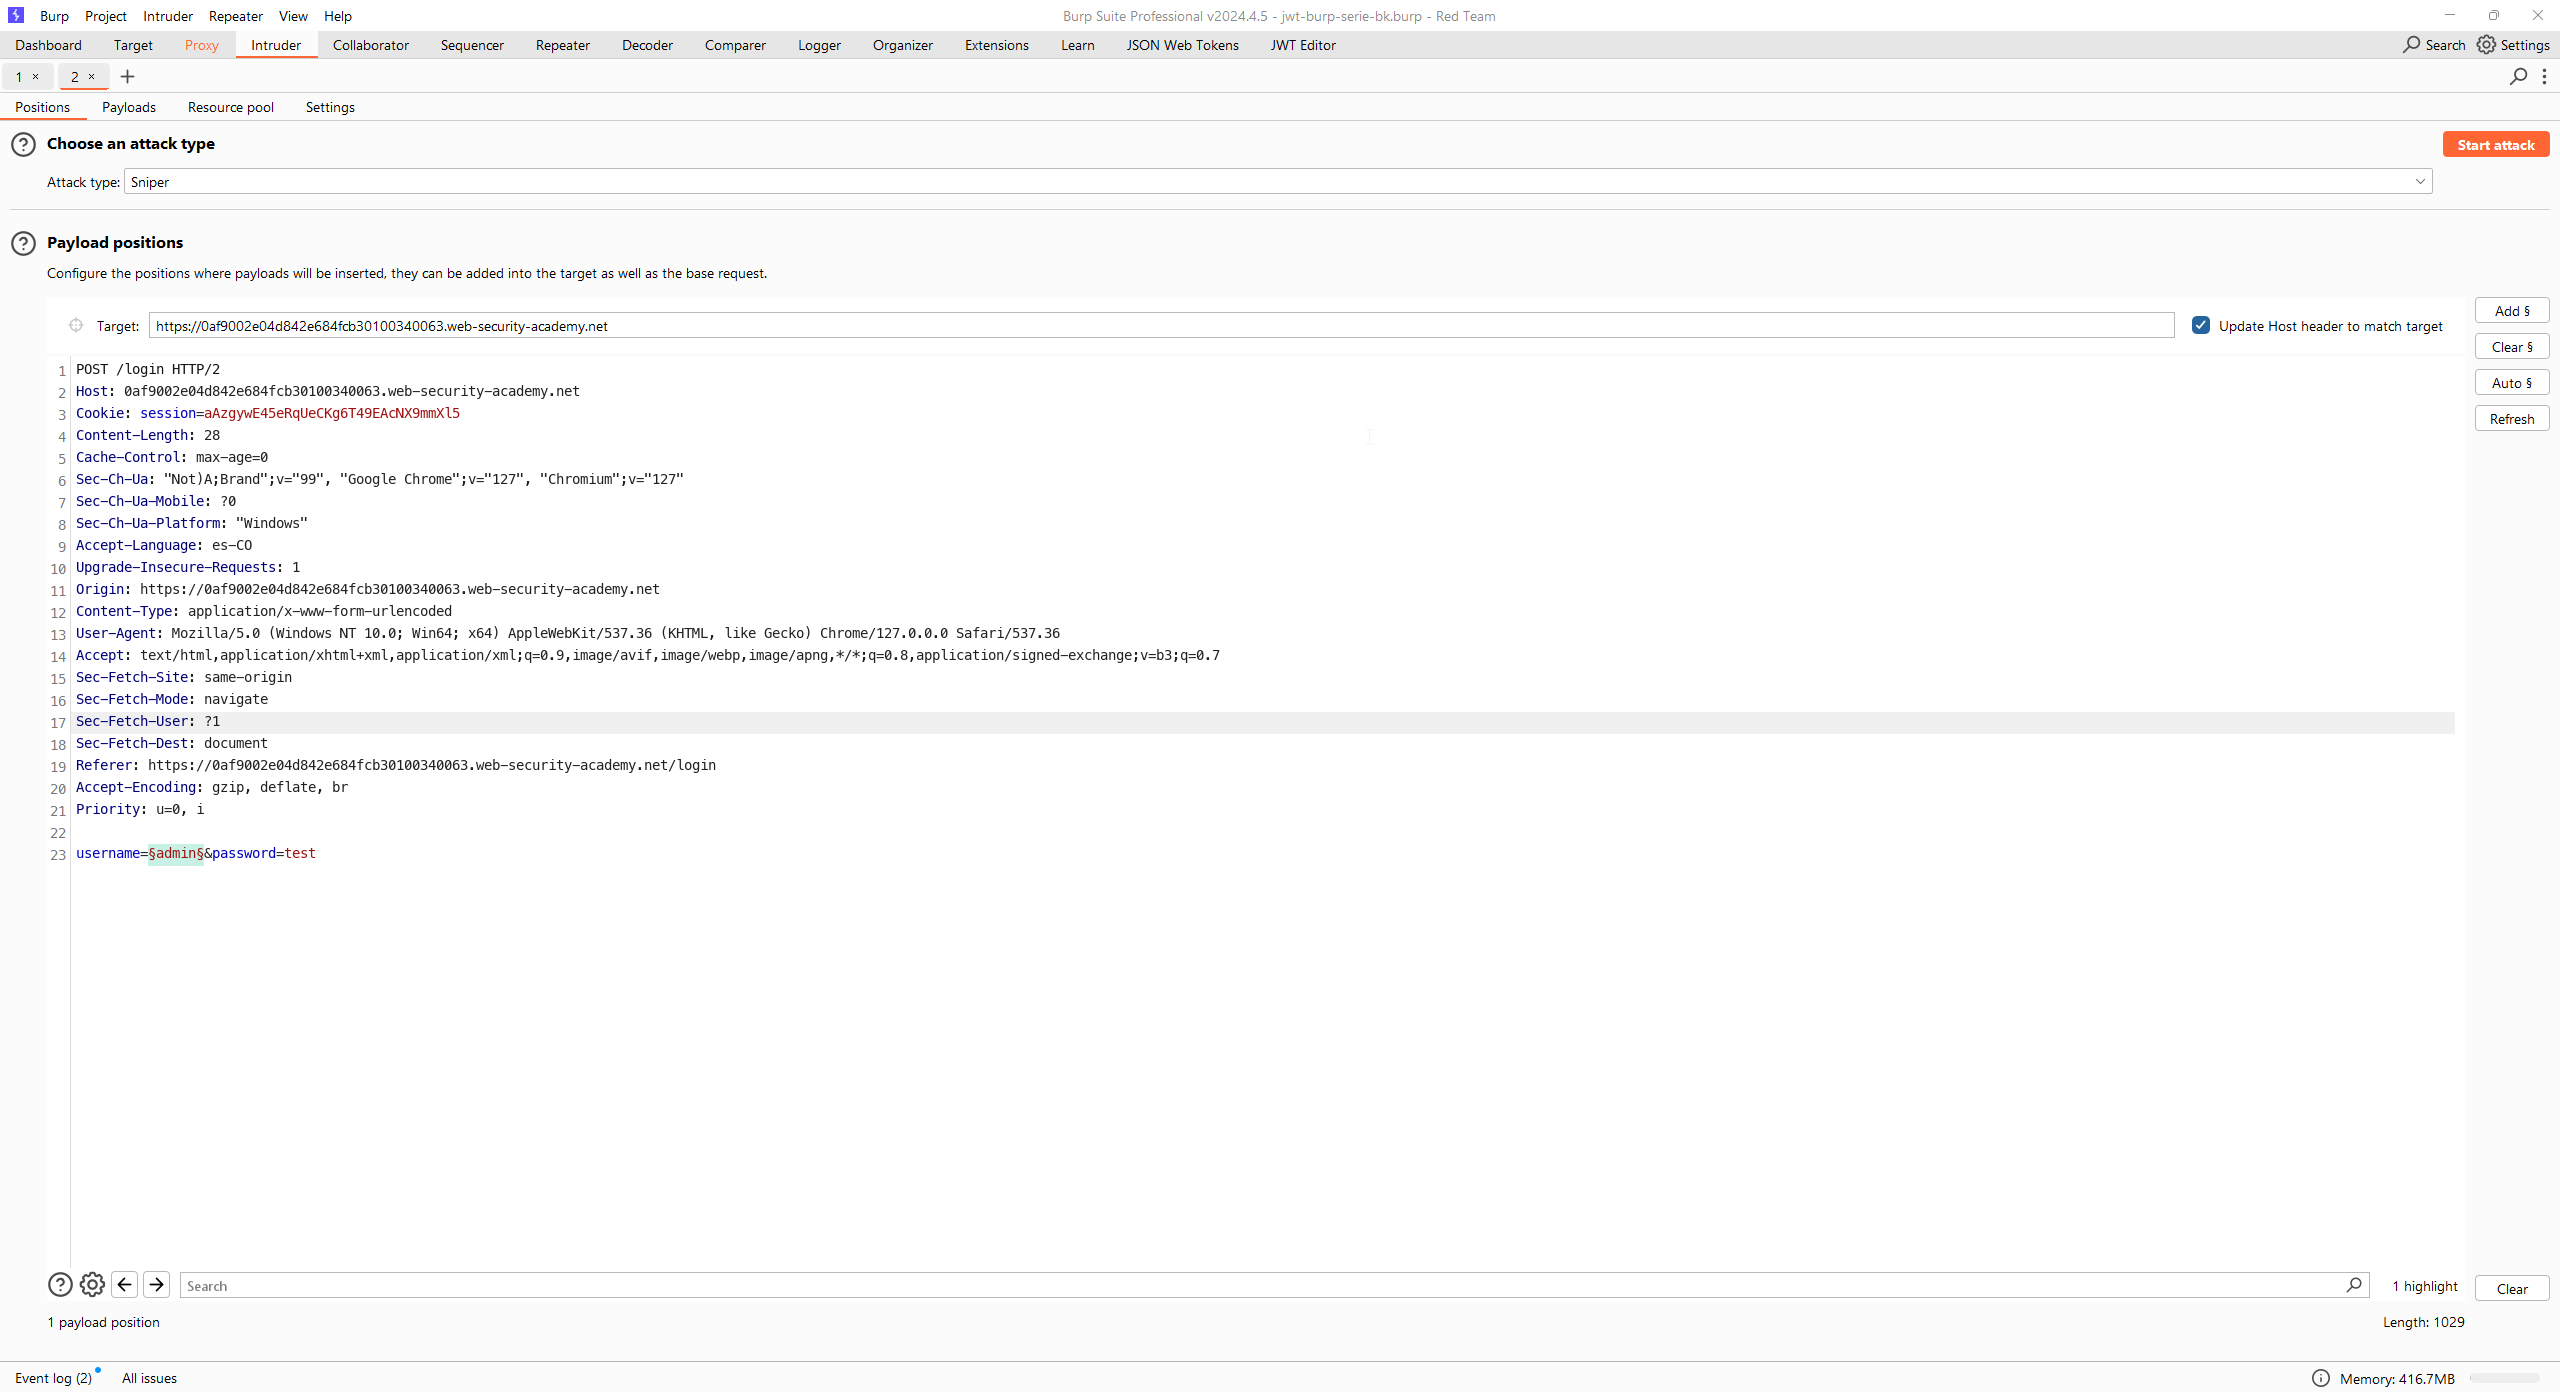 Burp Project Intruder Repeater View Help
Burp Suite Professional v2024.4.5 - jwt-burp-serie-bk.burp - Red Team
Dashboard Target Proxy Intruder Collaborator Sequencer Repeater Decoder Comparer Logger Organizer Extensions Learn JSON Web Tokens JWT Editor Search Settings
1 × 2 × +
Positions Payloads Resource pool Settings
? Choose an attack type Start attack
Attack type: Sniper
? Payload positions
Configure the positions where payloads will be inserted, they can be added into the target as well as the base request.
Target: https://0af9002e04d842e684fcb30100340063.web-security-academy.net Update Host header to match target
Add §
Clear §
Auto §
Refresh
1 POST /login HTTP/2
2 Host: 0af9002e04d842e684fcb30100340063.web-security-academy.net
3 Cookie: session=aAzgywE45eRqUeCKg6T49EAcNX9mmXl5
4 Content-Length: 28
5 Cache-Control: max-age=0
6 Sec-Ch-Ua: "Not)A;Brand";v="99", "Google Chrome";v="127", "Chromium";v="127"
7 Sec-Ch-Ua-Mobile: ?0
8 Sec-Ch-Ua-Platform: "Windows"
9 Accept-Language: es-CO
10 Upgrade-Insecure-Requests: 1
11 Origin: https://0af9002e04d842e684fcb30100340063.web-security-academy.net
12 Content-Type: application/x-www-form-urlencoded
13 User-Agent: Mozilla/5.0 (Windows NT 10.0; Win64; x64) AppleWebKit/537.36 (KHTML, like Gecko) Chrome/127.0.0.0 Safari/537.36
14 Accept: text/html,application/xhtml+xml,application/xml;q=0.9,image/avif,image/webp,image/apng,*/*;q=0.8,application/signed-exchange;v=b3;q=0.7
15 Sec-Fetch-Site: same-origin
16 Sec-Fetch-Mode: navigate
17 Sec-Fetch-User: ?1
18 Sec-Fetch-Dest: document
19 Referer: https://0af9002e04d842e684fcb30100340063.web-security-academy.net/login
20 Accept-Encoding: gzip, deflate, br
21 Priority: u=0, i
22
23 username=§admin§&password=test
? Search 1 highlight Clear
1 payload position Length: 1029
Event log (2) All issues Memory: 416.7MB